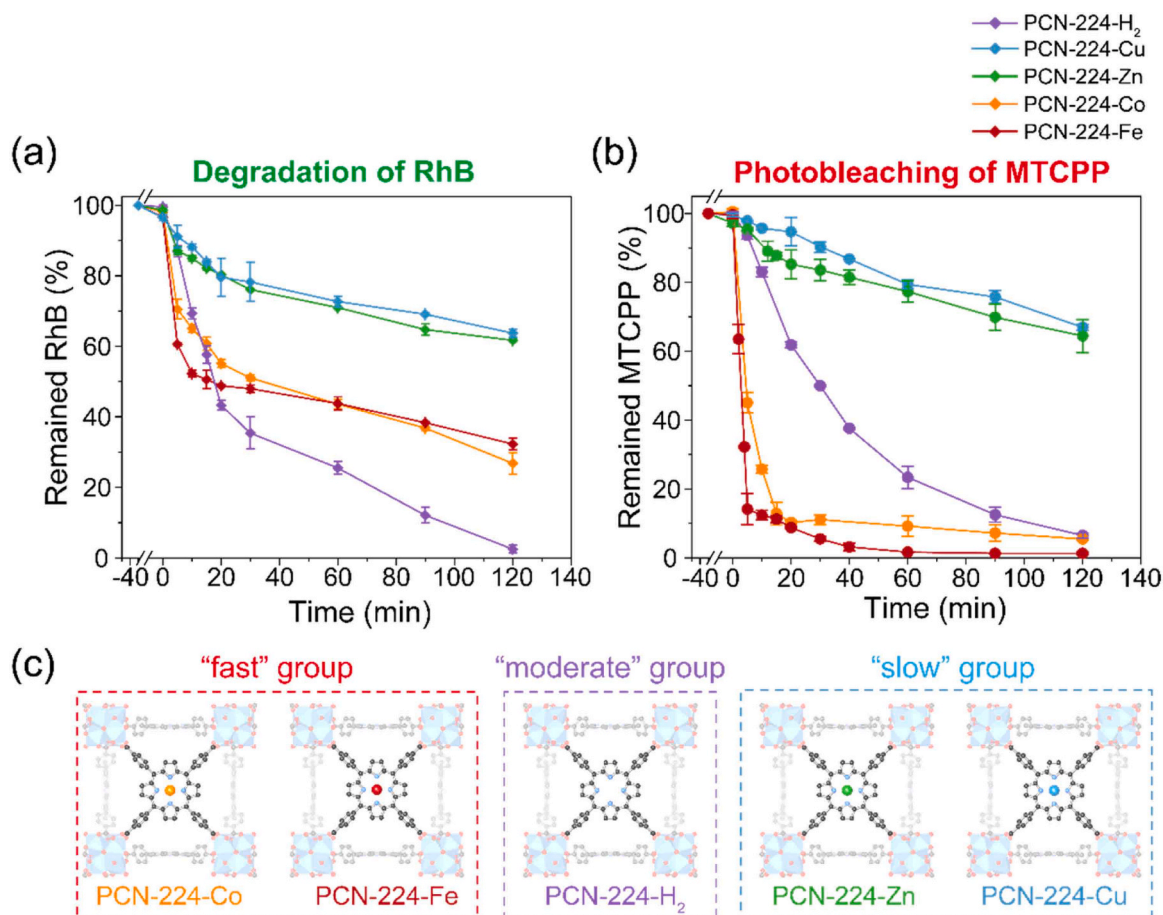 PCN-224-H₂
PCN-224-Cu
PCN-224-Zn
PCN-224-Co
PCN-224-Fe
(a)
Degradation of RhB
Remained RhB (%)
100
80
60
40
20
0
-40 0 20 40 60 80 100 120 140
Time (min)
(b)
Photobleaching of MTCPP
Remained MTCPP (%)
100
80
60
40
20
0
-40 0 20 40 60 80 100 120 140
Time (min)
(c)
“fast” group
“moderate” group
“slow” group
PCN-224-Co
PCN-224-Fe
PCN-224-H₂
PCN-224-Zn
PCN-224-Cu